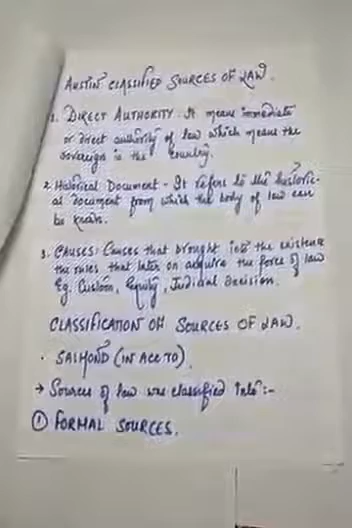 AUSTIN CLASSIFIED SOURCES OF LAW.
1. DIRECT AUTHORITY. It means immediate
or direct authority of law which means the
sovereign in the country.
2. Historical Document - It refers to the historic-
al document from which the body of law can
be known.
3. CAUSES: Causes that brought into the existence
the rules that later on acquire the force of law
Eg. Custom, Equity, Judicial Decision.
CLASSIFICATION OF SOURCES OF LAW.
• SALMOND (IN ACC TO).
→ Sources of law was classified into :-
① FORMAL SOURCES.